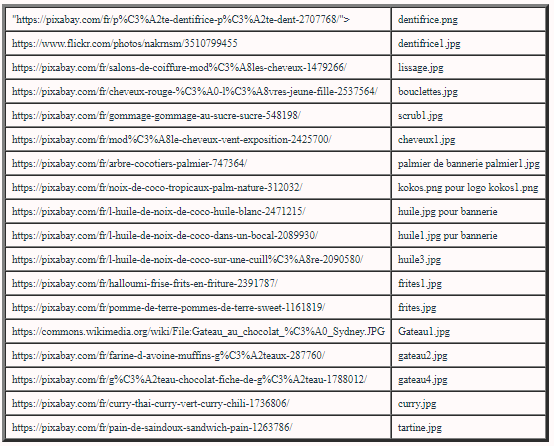 "https://pixabay.com/fr/p%C3%A2te-dentifrice-p%C3%A2te-dent-2707768/"> dentifrice.png
https://www.flickr.com/photos/nakrnsm/3510799455 dentifrice1.jpg
https://pixabay.com/fr/salons-de-coiffure-mod%C3%A8les-cheveux-1479266/ lissage.jpg
https://pixabay.com/fr/cheveux-rouge-%C3%A0-l%C3%A8vres-jeune-fille-2537564/ bouclettes.jpg
https://pixabay.com/fr/gommage-gommage-au-sucre-sucre-548198/ scrub1.jpg
https://pixabay.com/fr/mod%C3%A8le-cheveux-vent-exposition-2425700/ cheveux1.jpg
https://pixabay.com/fr/arbre-cocotiers-palmier-747364/ palmier de bannerie palmier1.jpg
https://pixabay.com/fr/noix-de-coco-tropicaux-palm-nature-312032/ kokos.png pour logo kokos1.png
https://pixabay.com/fr/l-huile-de-noix-de-coco-huile-blanc-2471215/ huile.jpg pour bannerie
https://pixabay.com/fr/l-huile-de-noix-de-coco-dans-un-bocal-2089930/ huile1.jpg pur bannerie
https://pixabay.com/fr/l-huile-de-noix-de-coco-sur-une-cuill%C3%A8re-2090580/ huile3.jpg
https://pixabay.com/fr/halloumi-frise-frits-en-friture-2391787/ frites1.jpg
https://pixabay.com/fr/pomme-de-terre-pommes-de-terre-sweet-1161819/ frites.jpg
https://commons.wikimedia.org/wiki/File:Gateau_au_chocolat_%C3%A0_Sydney.JPG Gateau1.jpg
https://pixabay.com/fr/farine-d-avoine-muffins-g%C3%A2teaux-287760/ gateau2.jpg
https://pixabay.com/fr/g%C3%A2teau-chocolat-fiche-de-g%C3%A2teau-1788012/ gateau4.jpg
https://pixabay.com/fr/curry-thai-curry-vert-curry-chili-1736806/ curry.jpg
https://pixabay.com/fr/pain-de-saindoux-sandwich-pain-1263786/ tartine.jpg